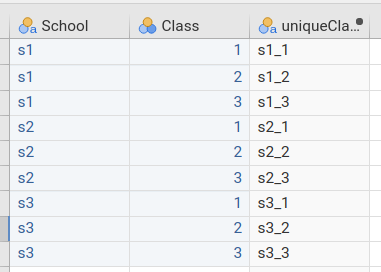 School Class uniqueCla...
s1 1 s1_1
s1 2 s1_2
s1 3 s1_3
s2 1 s2_1
s2 2 s2_2
s2 3 s2_3
s3 1 s3_1
s3 2 s3_2
s3 3 s3_3